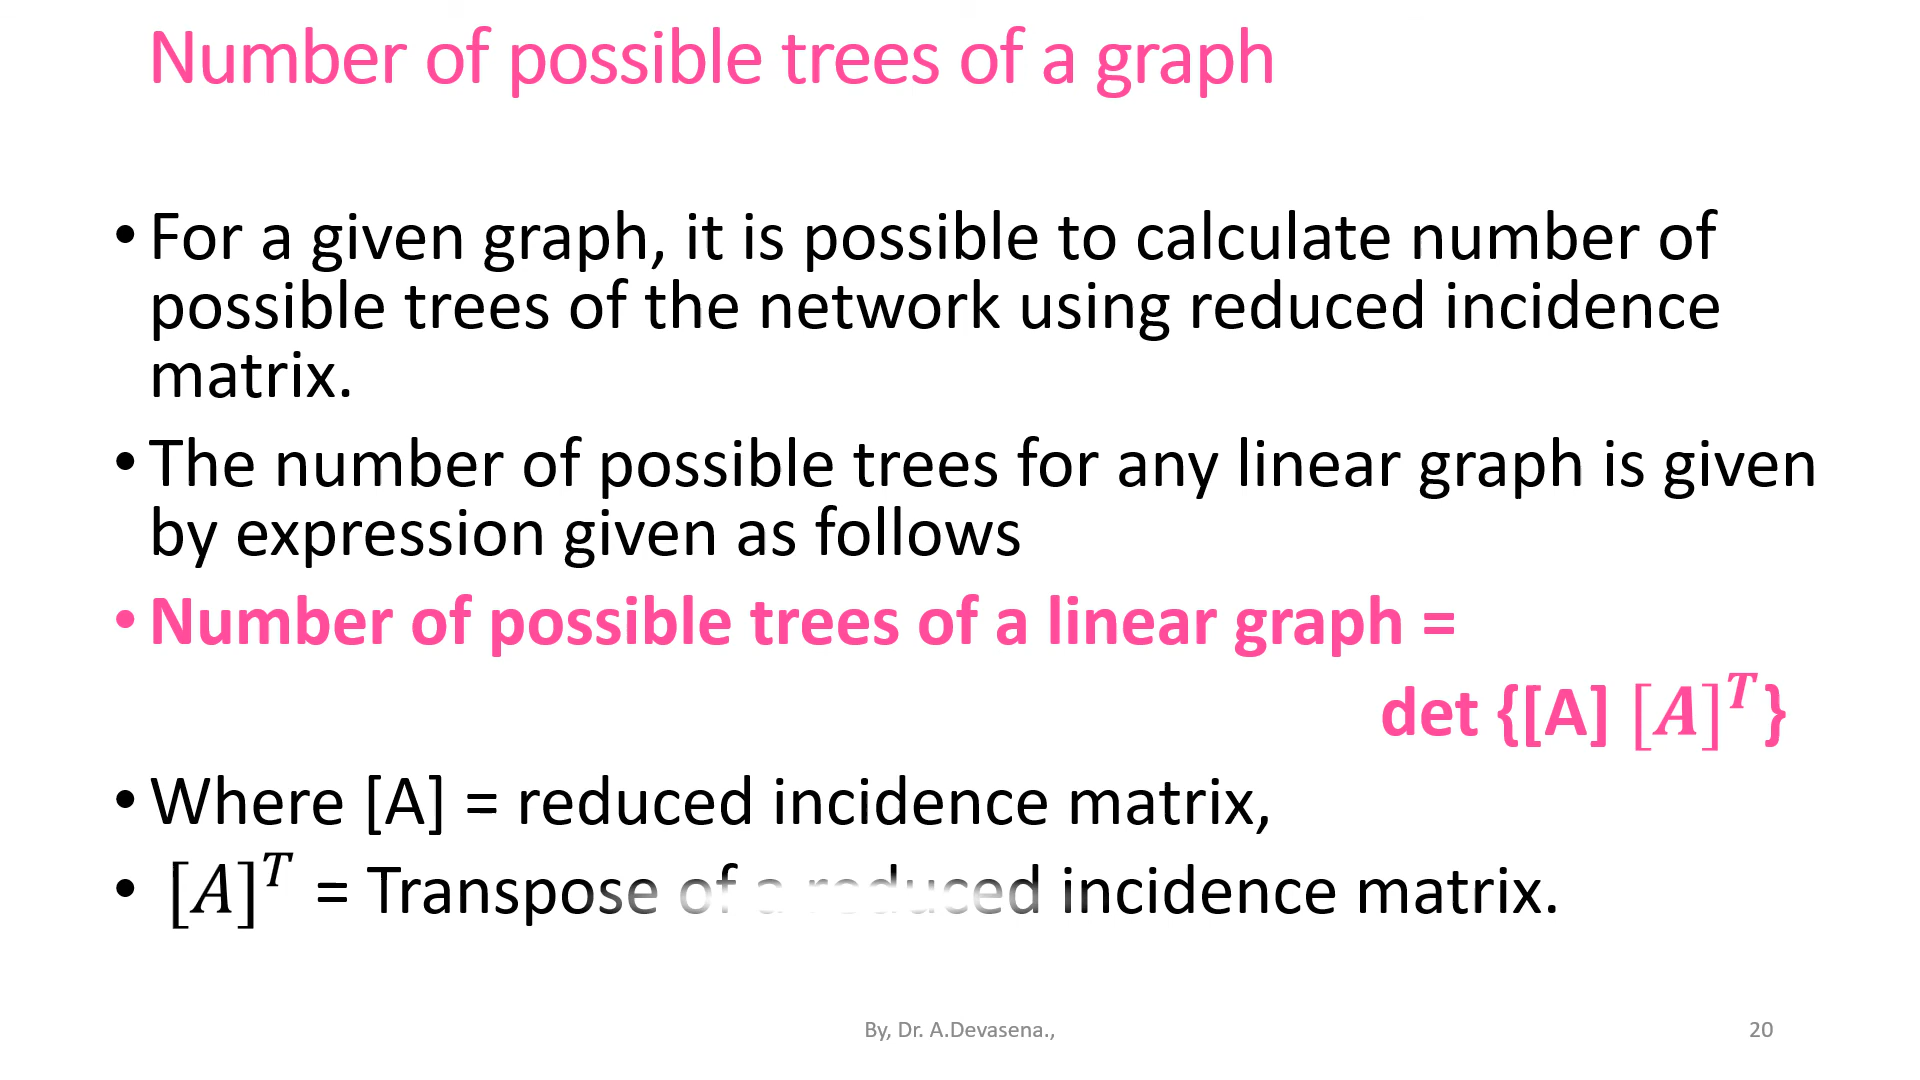 Number of possible trees of a graph
• For a given graph, it is possible to calculate number of
possible trees of the network using reduced incidence
matrix.
• The number of possible trees for any linear graph is given
by expression given as follows
• Number of possible trees of a linear graph =
det {[A] [A]ᵀ}
• Where [A] = reduced incidence matrix,
• [A]ᵀ = Transpose of a reduced incidence matrix.
By, Dr. A.Devasena.,
20